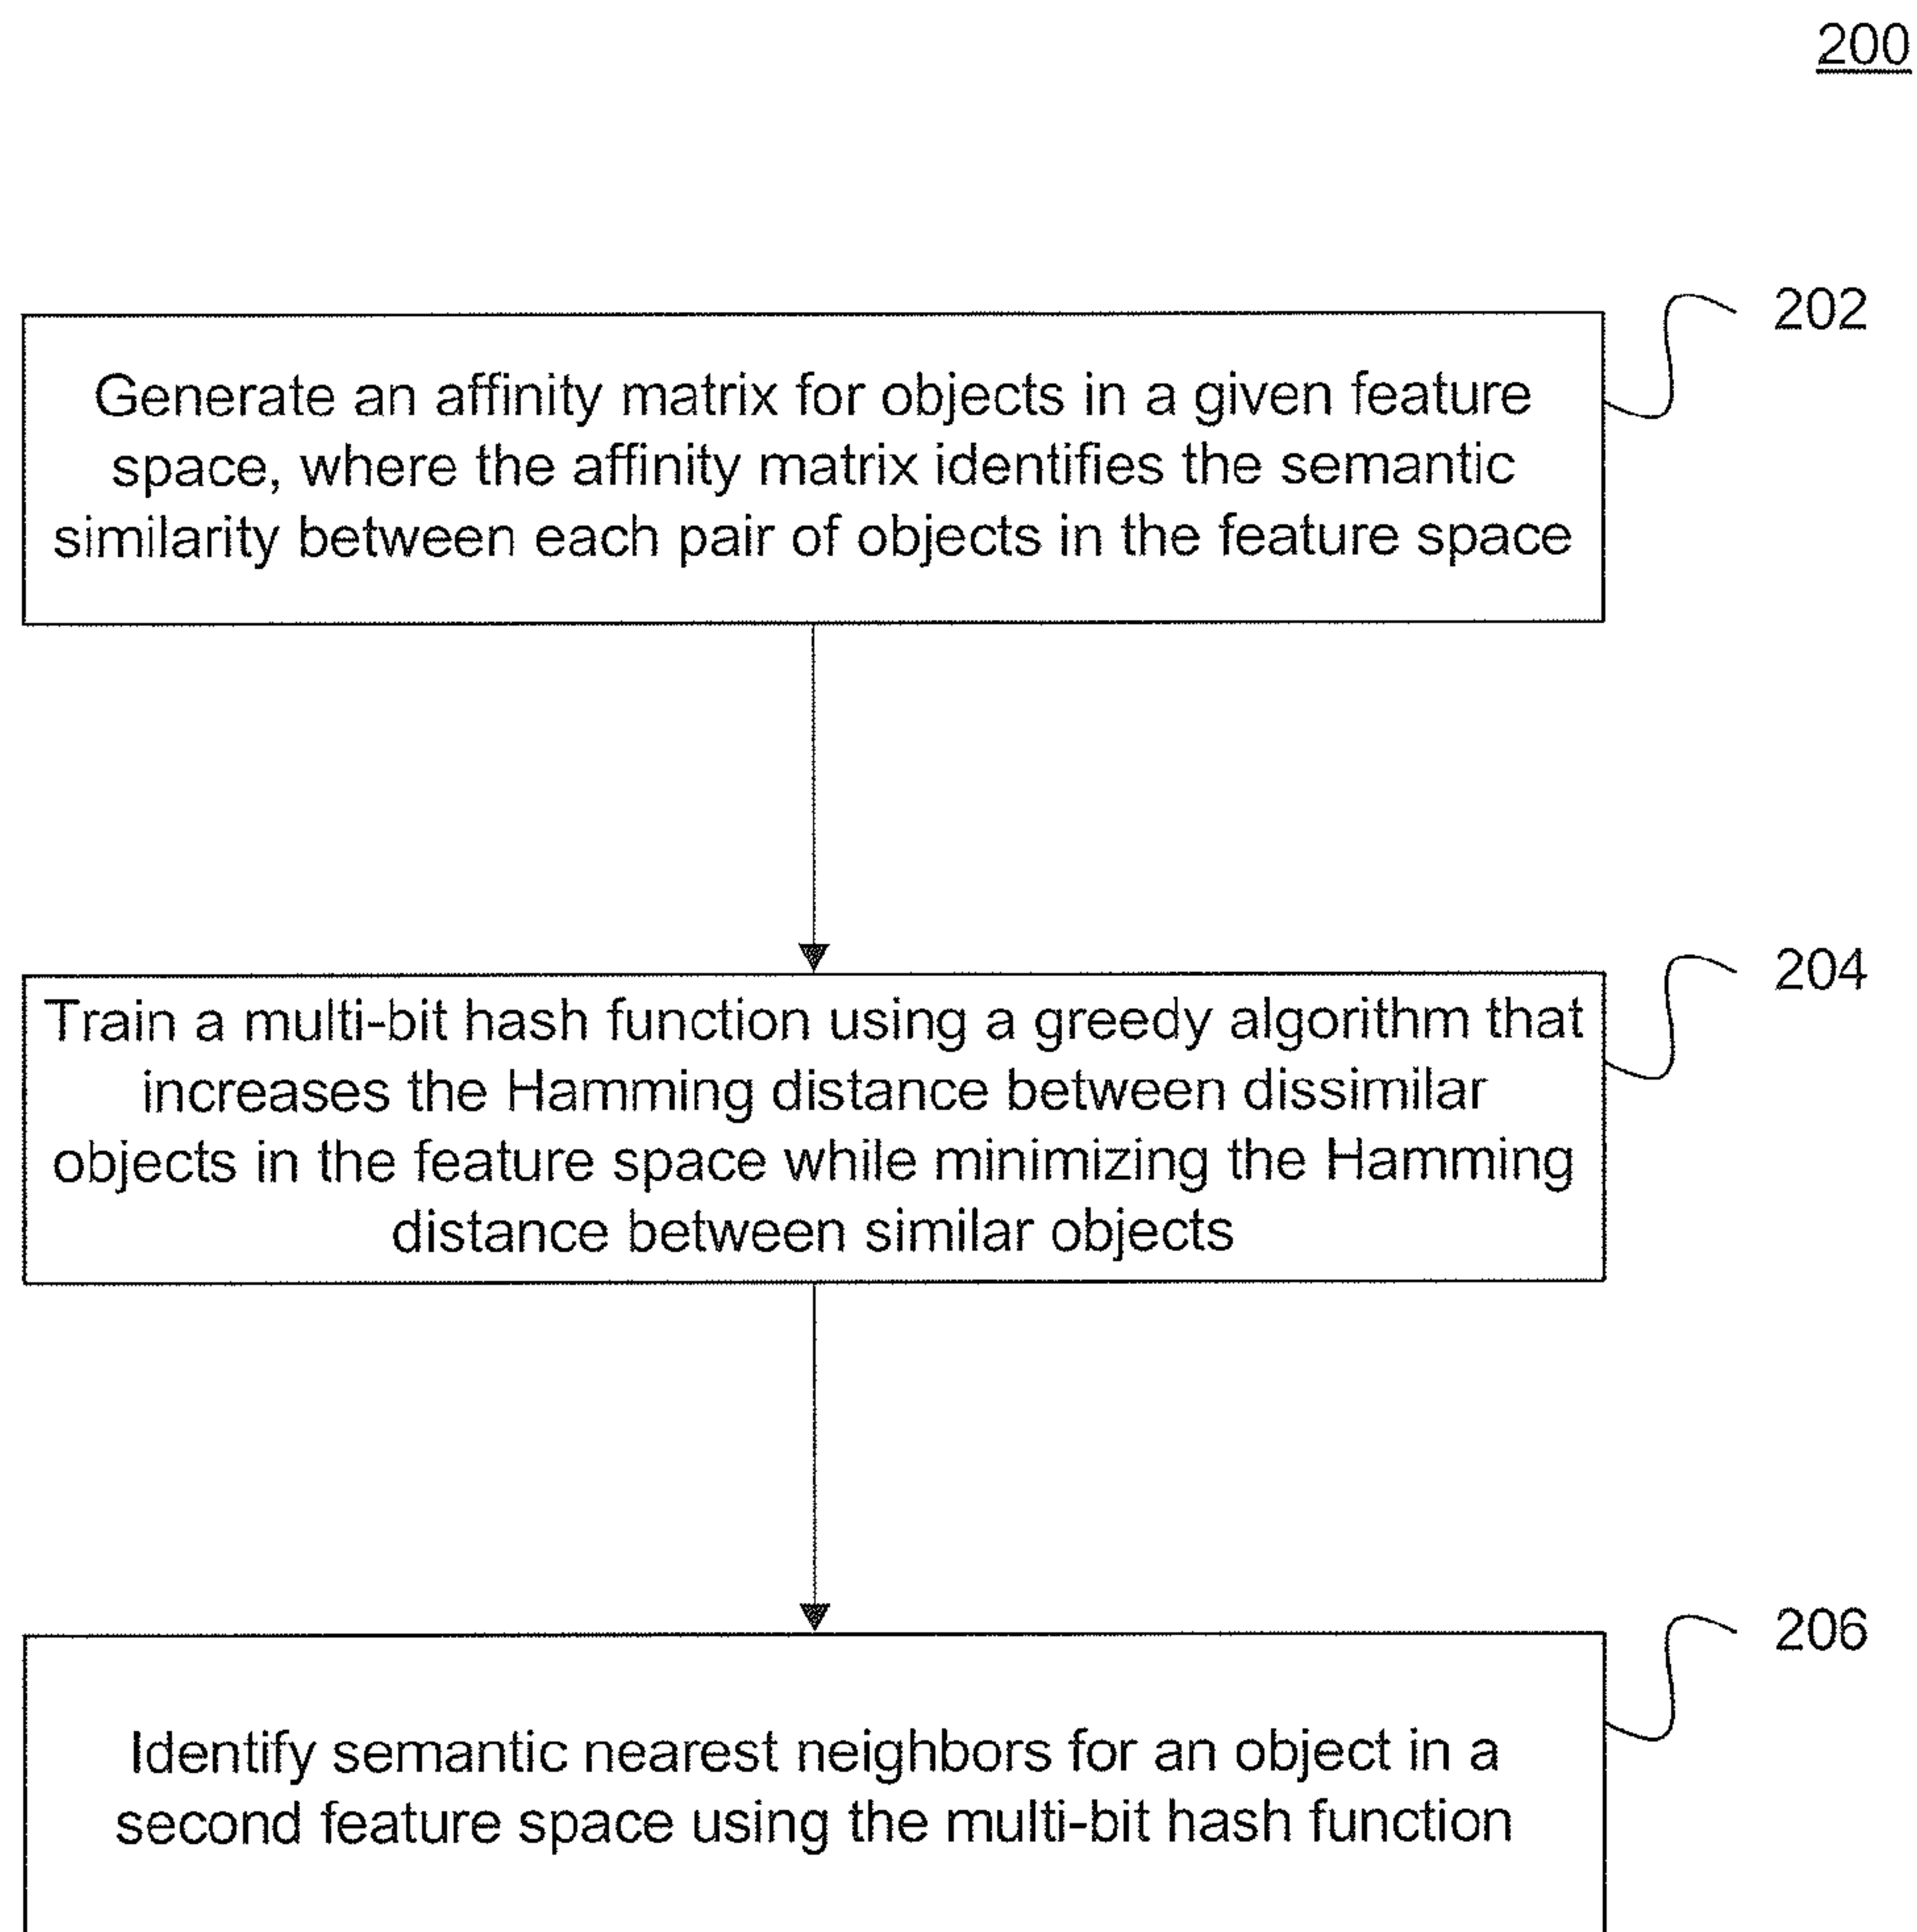 200
202
Generate an affinity matrix for objects in a given feature
space, where the affinity matrix identifies the semantic
similarity between each pair of objects in the feature space
204
Train a multi-bit hash function using a greedy algorithm that
increases the Hamming distance between dissimilar
objects in the feature space while minimizing the Hamming
distance between similar objects
206
Identify semantic nearest neighbors for an object in a
second feature space using the multi-bit hash function